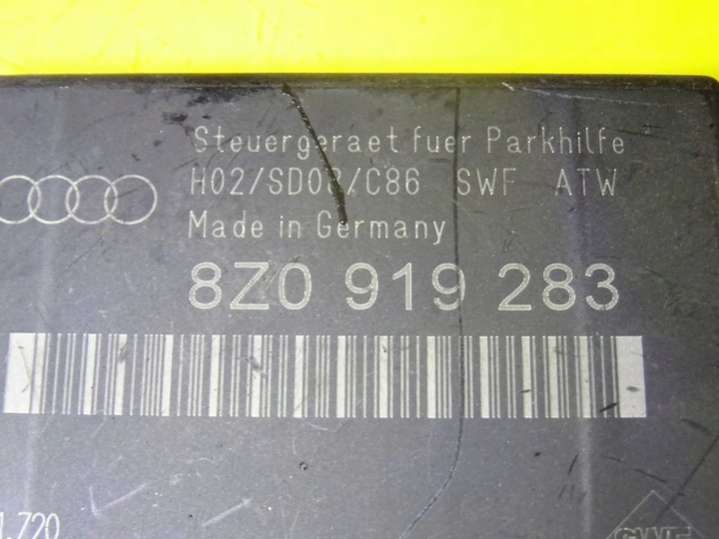 Steuergeraet fuer Parkhilfe
H02/SD08/C86 SWF ATW
Made in Germany
8Z0 919 283